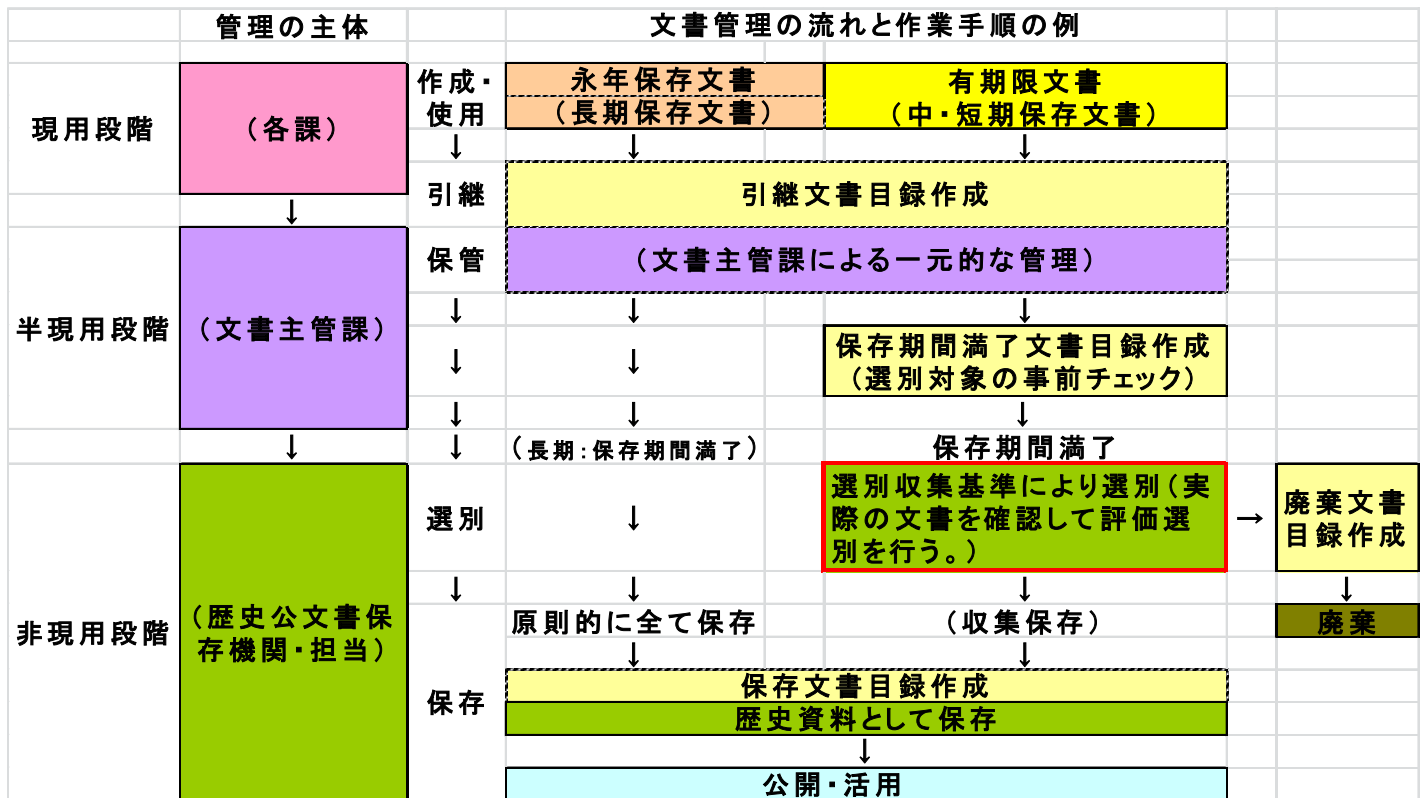 管理の主体
文書管理の流れと作業手順の例
現用段階
（各課）
作成・
使用
永年保存文書
（長期保存文書）
有期限文書
（中・短期保存文書）
↓
↓
↓
引継
引継文書目録作成
↓
半現用段階
（文書主管課）
保管
（文書主管課による一元的な管理）
↓
↓
↓
↓
↓
保存期間満了文書目録作成
（選別対象の事前チェック）
↓
↓
↓
↓
↓
（長期：保存期間満了）
保存期間満了
非現用段階
（歴史公文書保
存機関・担当）
選別
↓
選別収集基準により選別（実
際の文書を確認して評価選
別を行う。）
→
廃棄文書
目録作成
↓
↓
↓
↓
原則的に全て保存
（収集保存）
廃棄
↓
↓
保存
保存文書目録作成
歴史資料として保存
↓
公開・活用